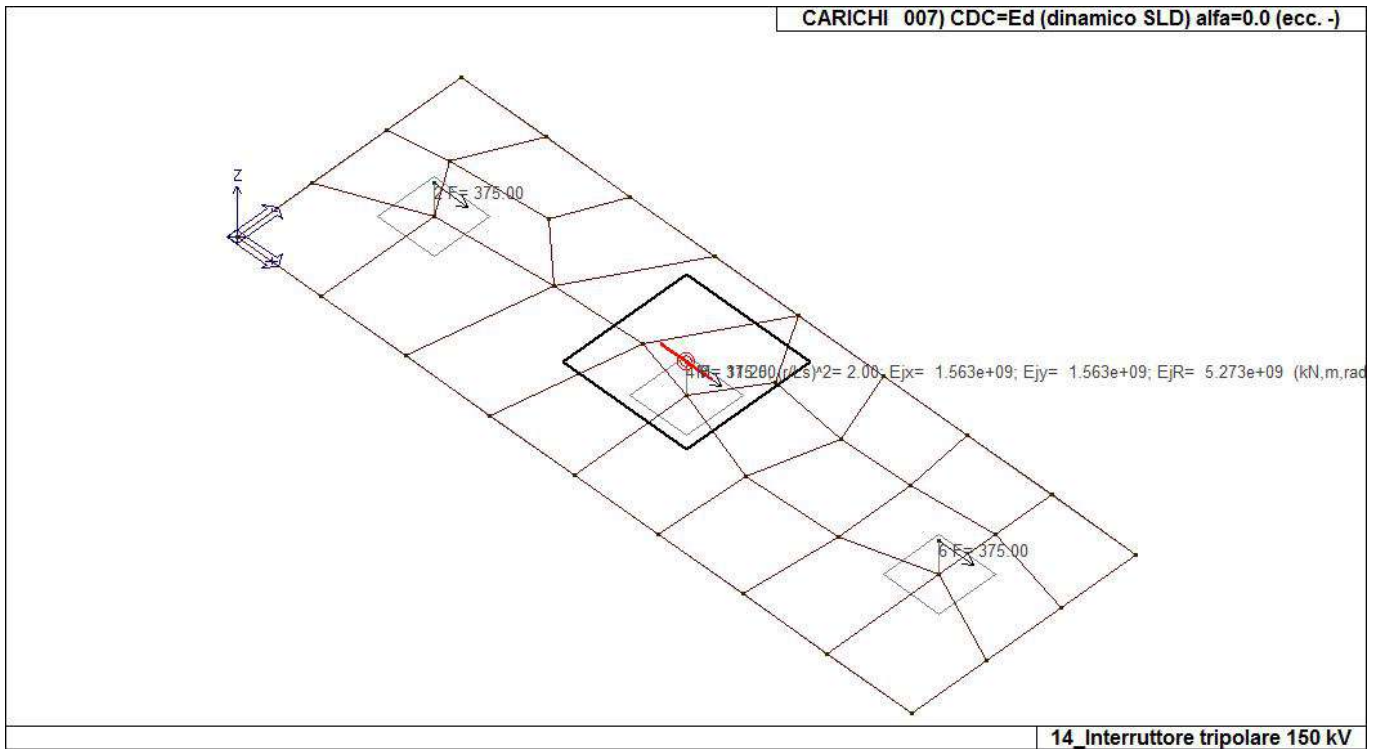 CARICHI 007) CDC=Ed (dinamico SLD) alfa=0.0 (ecc. -)
Z
2 F= 375.00
(r/Ls)^2= 2.00; Ejx= 1.563e+09; Ejy= 1.563e+09; EjR= 5.273e+09 (kN,m,rad
6 F= 375.00
14_Interruttore tripolare 150 kV